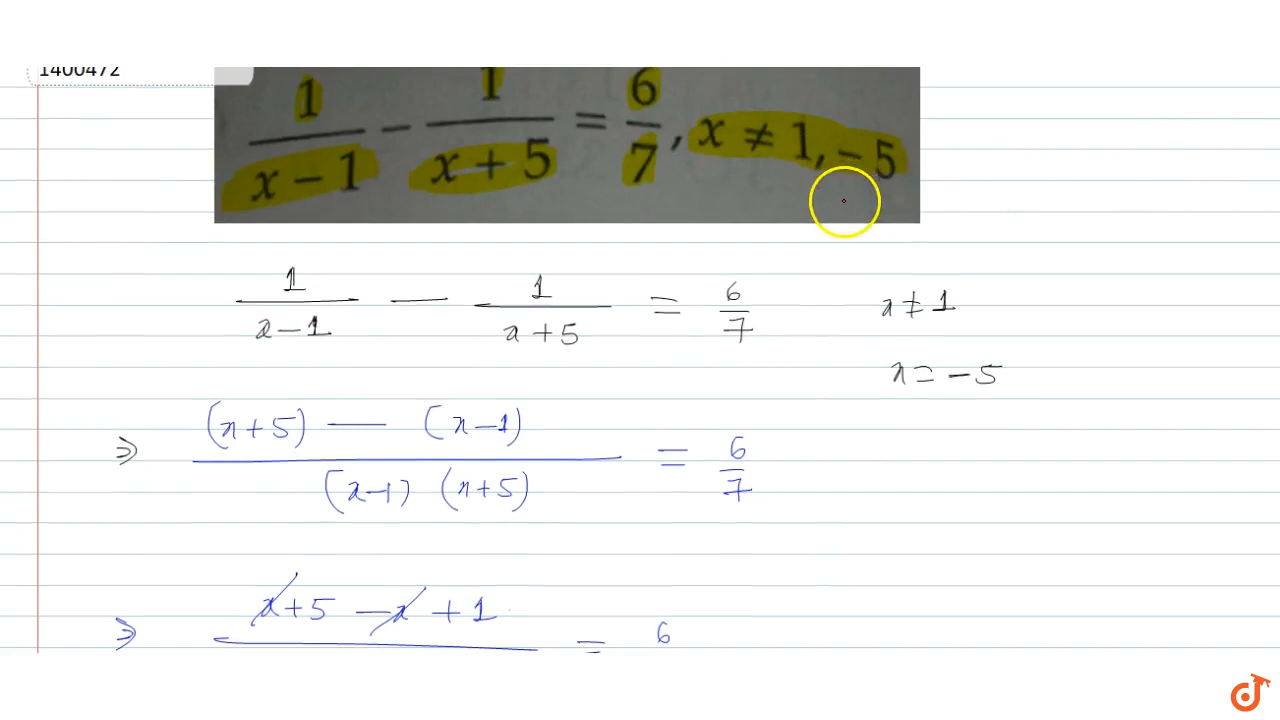 1400472
1/(x − 1) − 1/(x + 5) = 6/7, x ≠ 1, − 5
1/(x − 1) — 1/(x + 5) = 6/7 x ≠ 1
x = − 5
⇒ ((x + 5) — (x − 1))/((x − 1) (x + 5)) = 6/7
⇒ x + 5 − x + 1 = 6